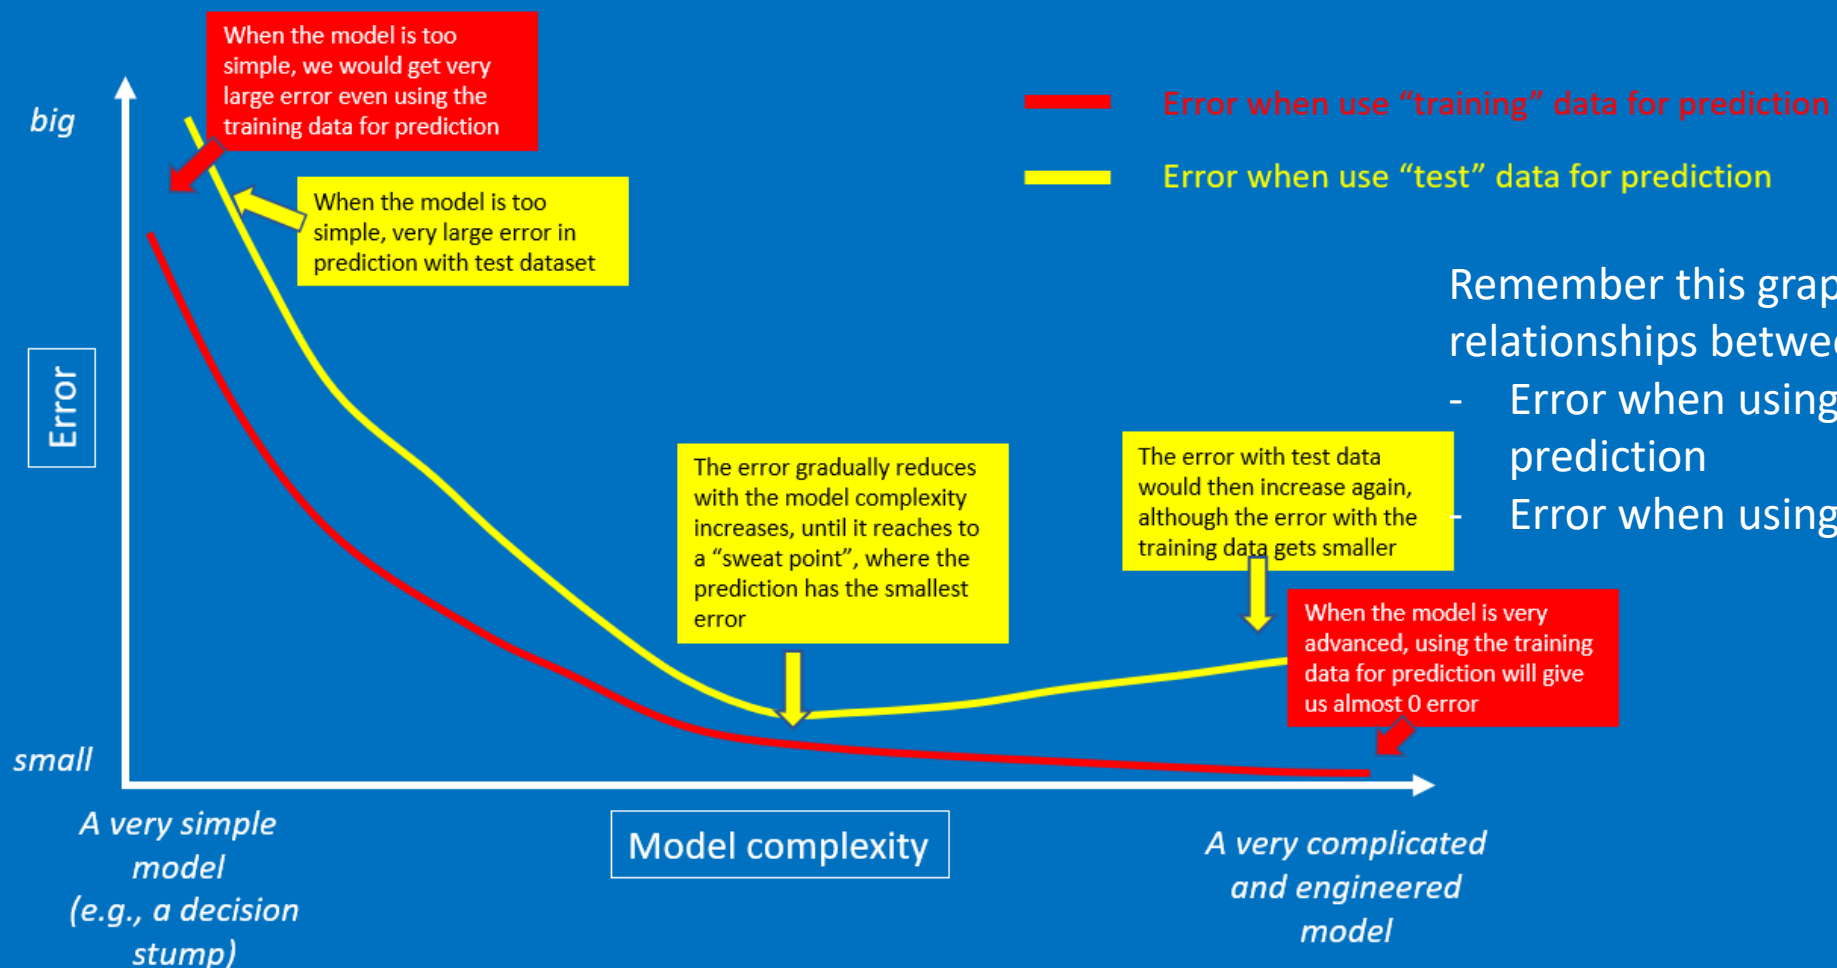 When the model is too
simple, we would get very
large error even using the
training data for prediction
big
Error when use “training” data for prediction
Error when use “test” data for prediction
When the model is too
simple, very large error in
prediction with test dataset
Remember this grap
relationships betwee
- Error when using
prediction
- Error when using
Error
The error gradually reduces
with the model complexity
increases, until it reaches to
a “sweat point”, where the
prediction has the smallest
error
The error with test data
would then increase again,
although the error with the
training data gets smaller
When the model is very
advanced, using the training
data for prediction will give
us almost 0 error
small
A very simple
model
(e.g., a decision
stump)
Model complexity
A very complicated
and engineered
model